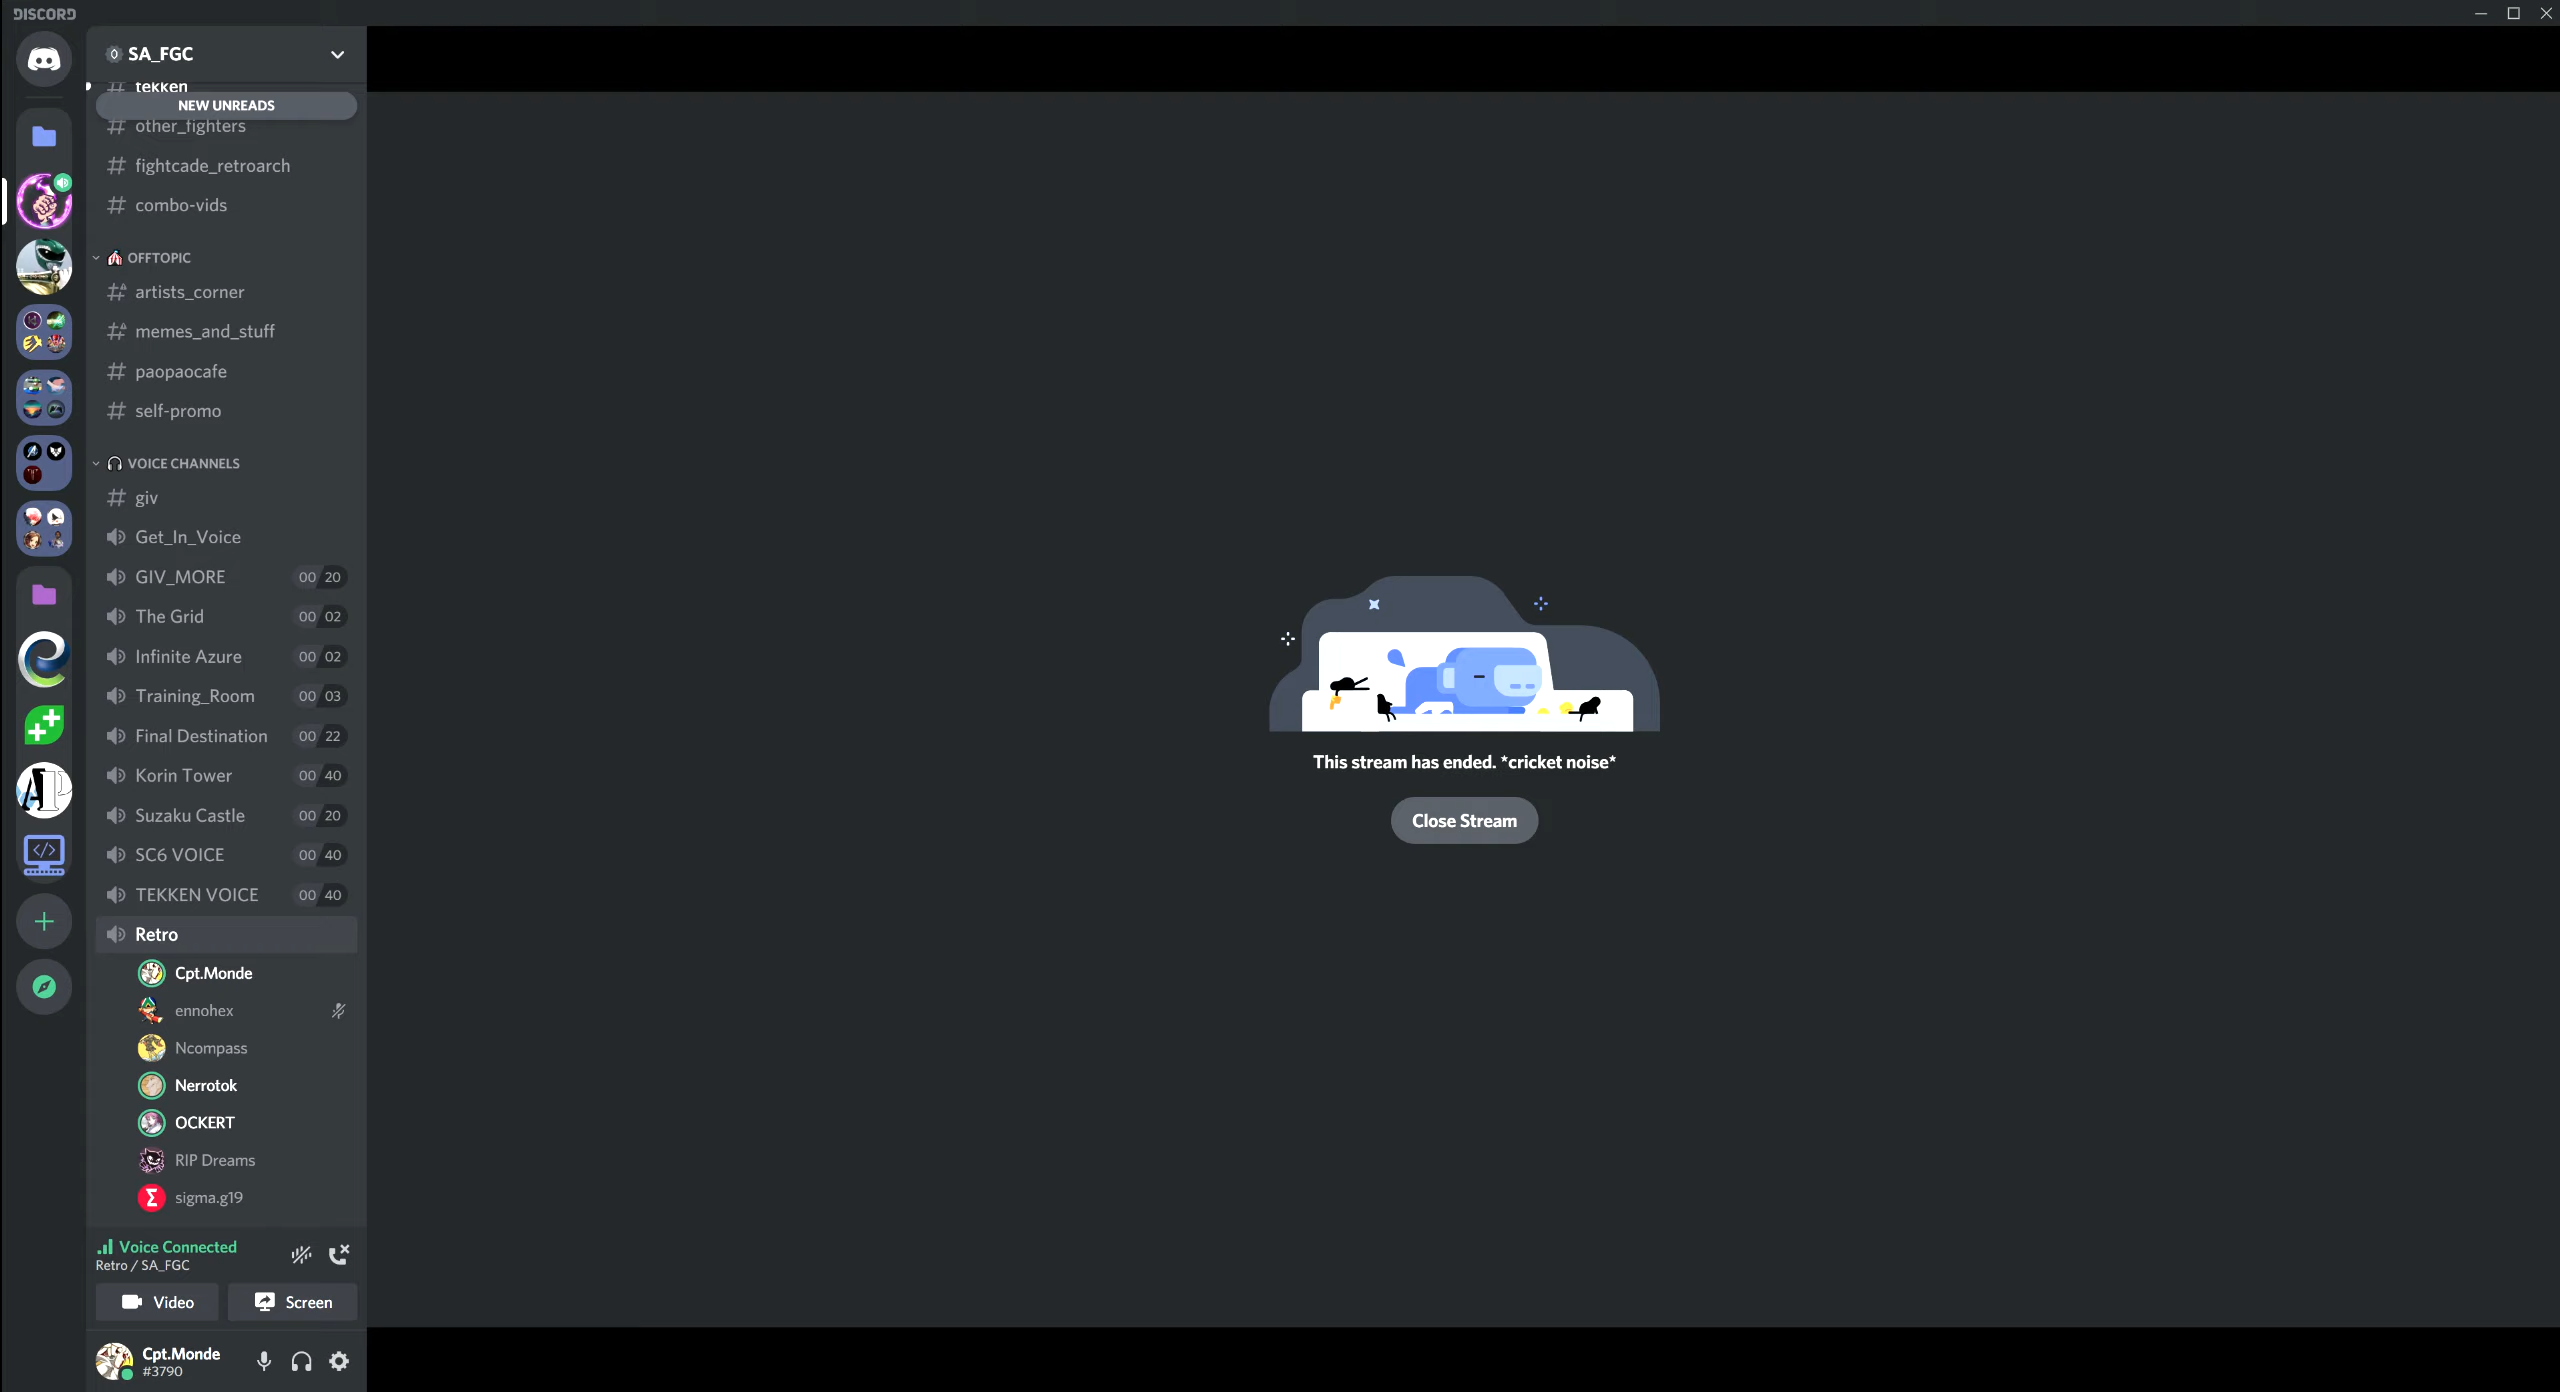 DISCORD
SA_FGC
tekken
NEW UNREADS
other_fighters
fightcade_retroarch
combo-vids
OFFTOPIC
artists_corner
memes_and_stuff
paopaocafe
self-promo
VOICE CHANNELS
giv
Get_In_Voice
GIV_MORE 00 20
The Grid 00 02
Infinite Azure 00 02
Training_Room 00 03
Final Destination 00 22
Korin Tower 00 40
Suzaku Castle 00 20
SC6 VOICE 00 40
TEKKEN VOICE 00 40
Retro
Cpt.Monde
ennohex
Ncompass
Nerrotok
OCKERT
RIP Dreams
Σ sigma.g19
Voice Connected
Retro / SA_FGC
Video Screen
Cpt.Monde
#3790
This stream has ended. *cricket noise*
Close Stream